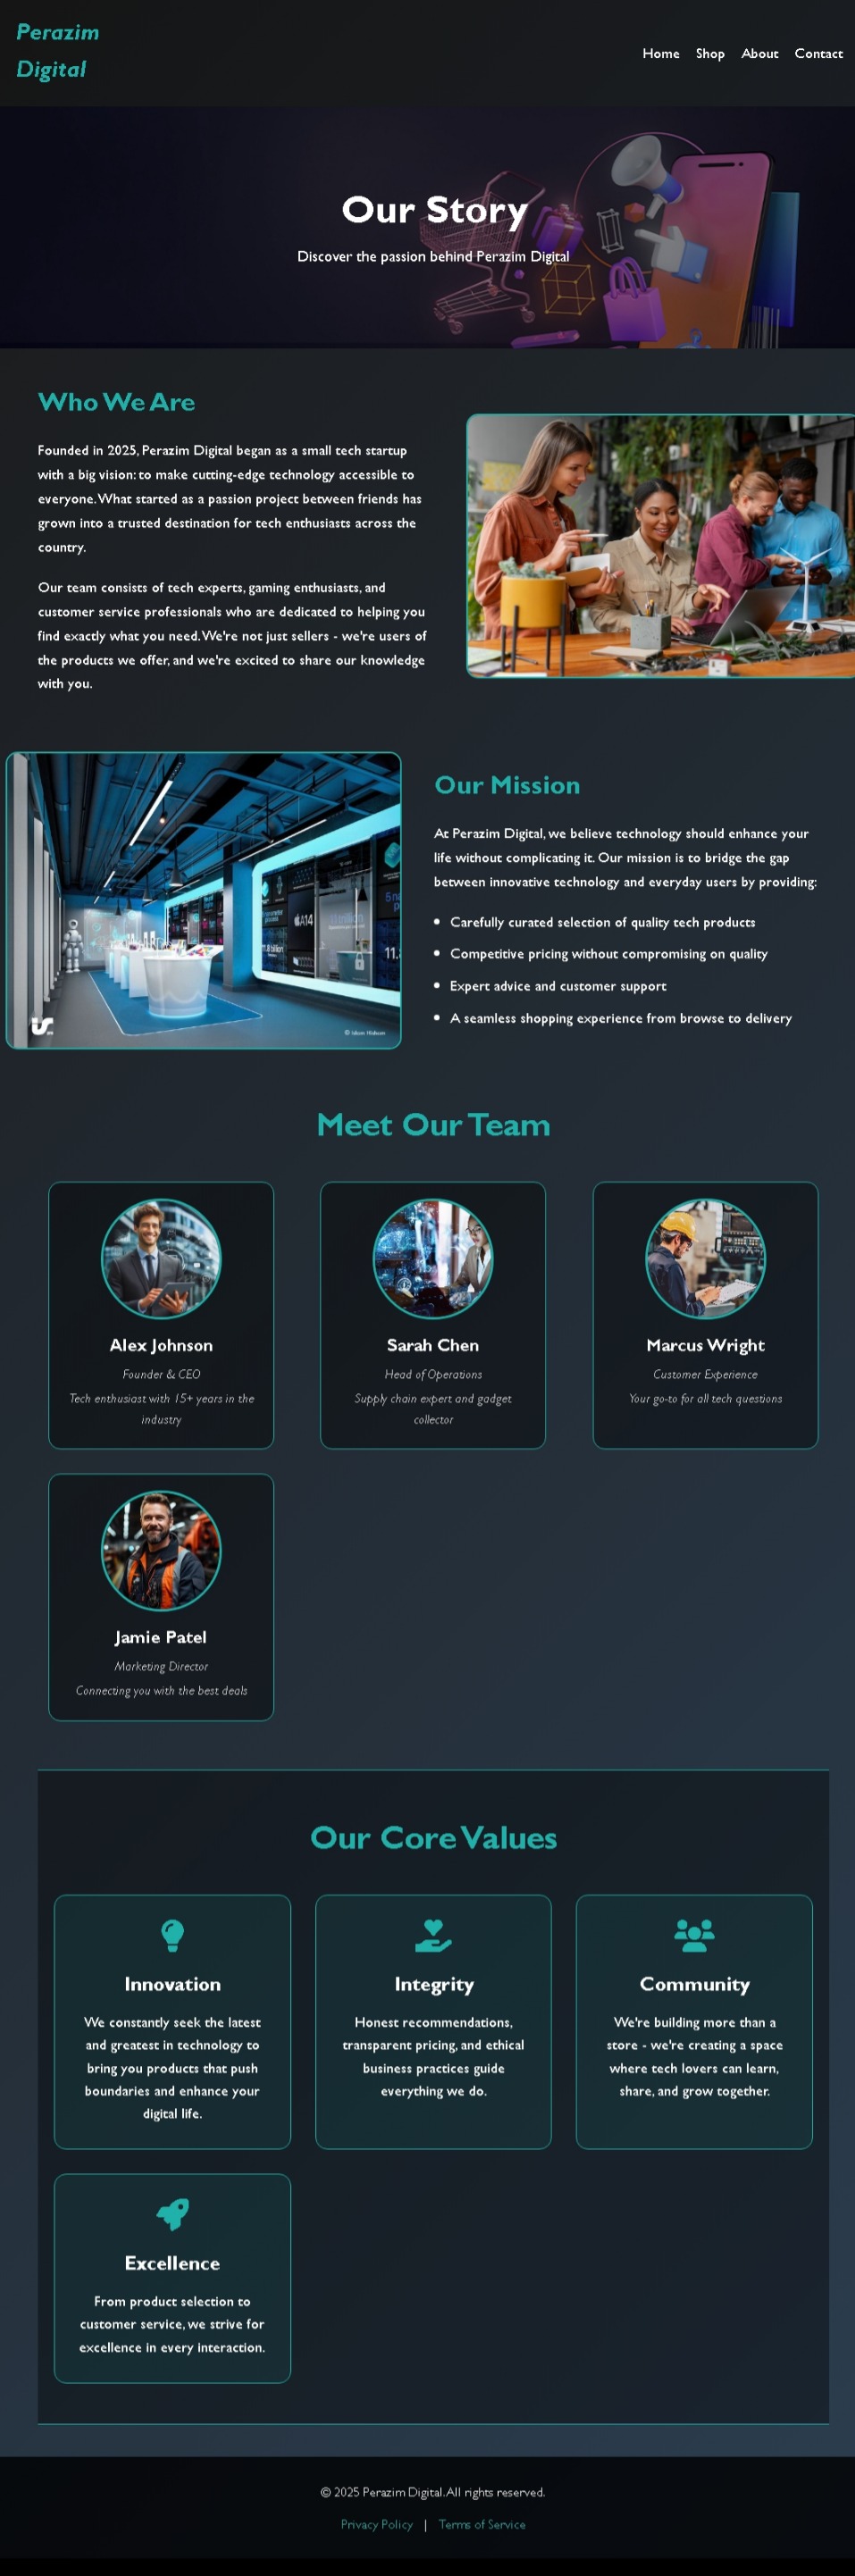 Perazim
Digital
Home Shop About Contact
Our Story
Discover the passion behind Perazim Digital
Who We Are
Founded in 2025, Perazim Digital began as a small tech startup
with a big vision: to make cutting-edge technology accessible to
everyone. What started as a passion project between friends has
grown into a trusted destination for tech enthusiasts across the
country.
Our team consists of tech experts, gaming enthusiasts, and
customer service professionals who are dedicated to helping you
find exactly what you need. We're not just sellers - we're users of
the products we offer, and we're excited to share our knowledge
with you.
A14
11.8 billion
11.8
Our Mission
At Perazim Digital, we believe technology should enhance your
life without complicating it. Our mission is to bridge the gap
between innovative technology and everyday users by providing:
Carefully curated selection of quality tech products
Competitive pricing without compromising on quality
Expert advice and customer support
A seamless shopping experience from browse to delivery
Meet Our Team
Alex Johnson
Founder & CEO
Tech enthusiast with 15+ years in the
industry
Sarah Chen
Head of Operations
Supply chain expert and gadget
collector
Marcus Wright
Customer Experience
Your go-to for all tech questions
Jamie Patel
Marketing Director
Connecting you with the best deals
Our Core Values
Innovation
We constantly seek the latest
and greatest in technology to
bring you products that push
boundaries and enhance your
digital life.
Integrity
Honest recommendations,
transparent pricing, and ethical
business practices guide
everything we do.
Community
We're building more than a
store - we're creating a space
where tech lovers can learn,
share, and grow together.
Excellence
From product selection to
customer service, we strive for
excellence in every interaction.
© 2025 Perazim Digital. All rights reserved.
Privacy Policy | Terms of Service